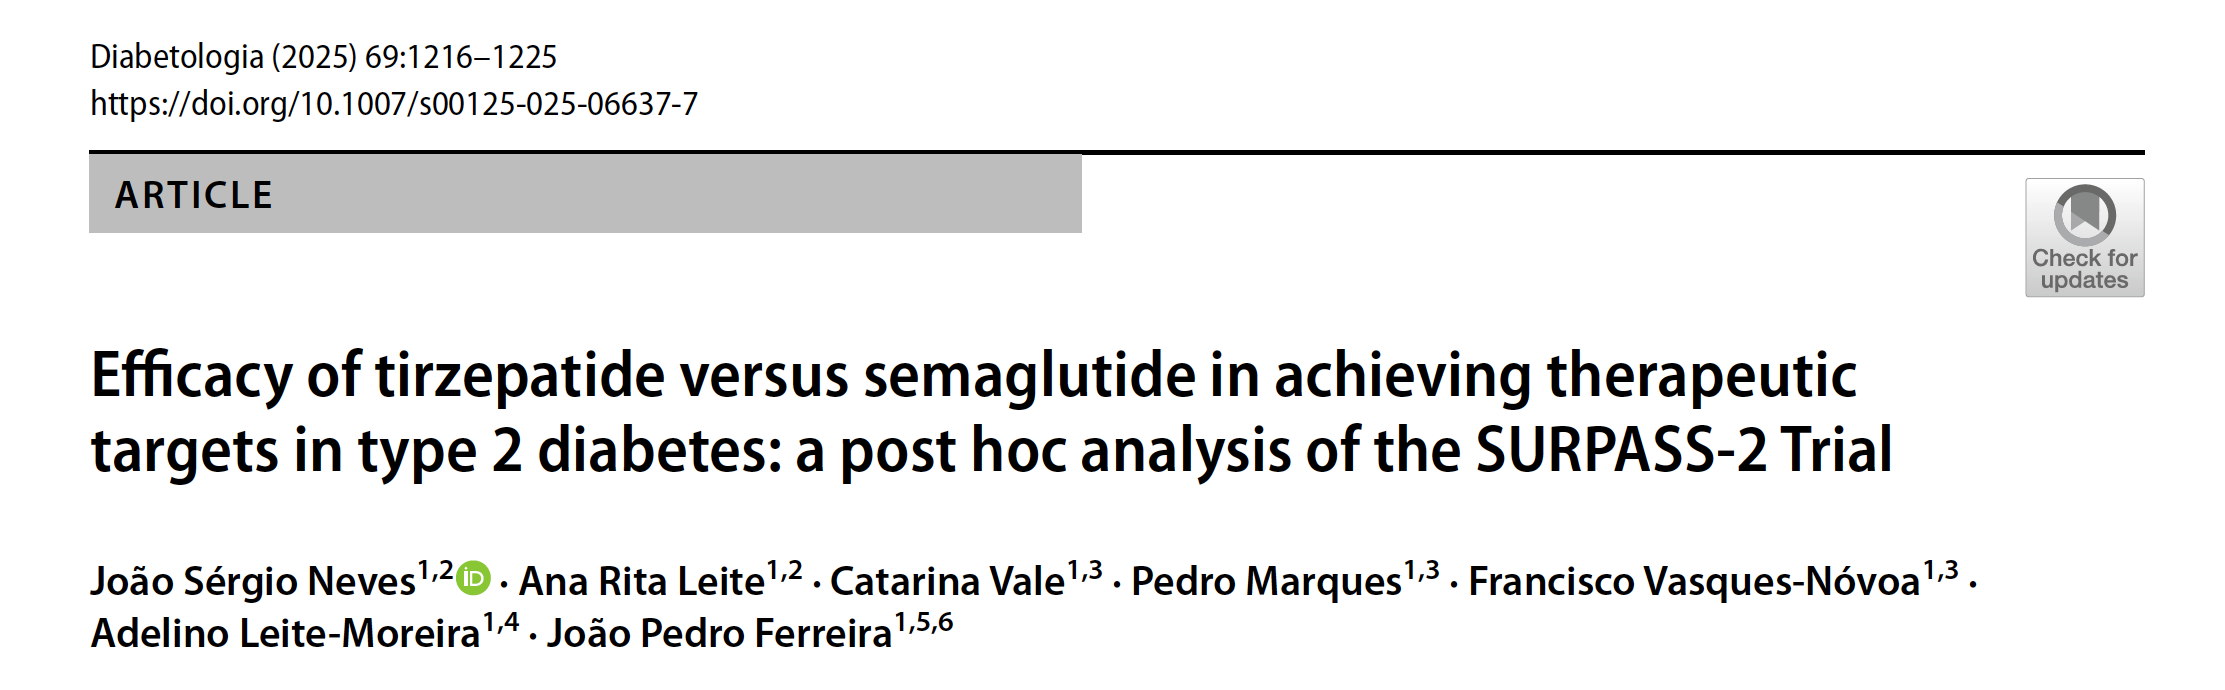 Diabetologia (2025) 69:1216–1225
https://doi.org/10.1007/s00125-025-06637-7
ARTICLE
Check for
updates
Efficacy of tirzepatide versus semaglutide in achieving therapeutic
targets in type 2 diabetes: a post hoc analysis of the SURPASS-2 Trial
João Sérgio Neves1,2 iD · Ana Rita Leite1,2 · Catarina Vale1,3 · Pedro Marques1,3 · Francisco Vasques-Nóvoa1,3 ·
Adelino Leite-Moreira1,4 · João Pedro Ferreira1,5,6